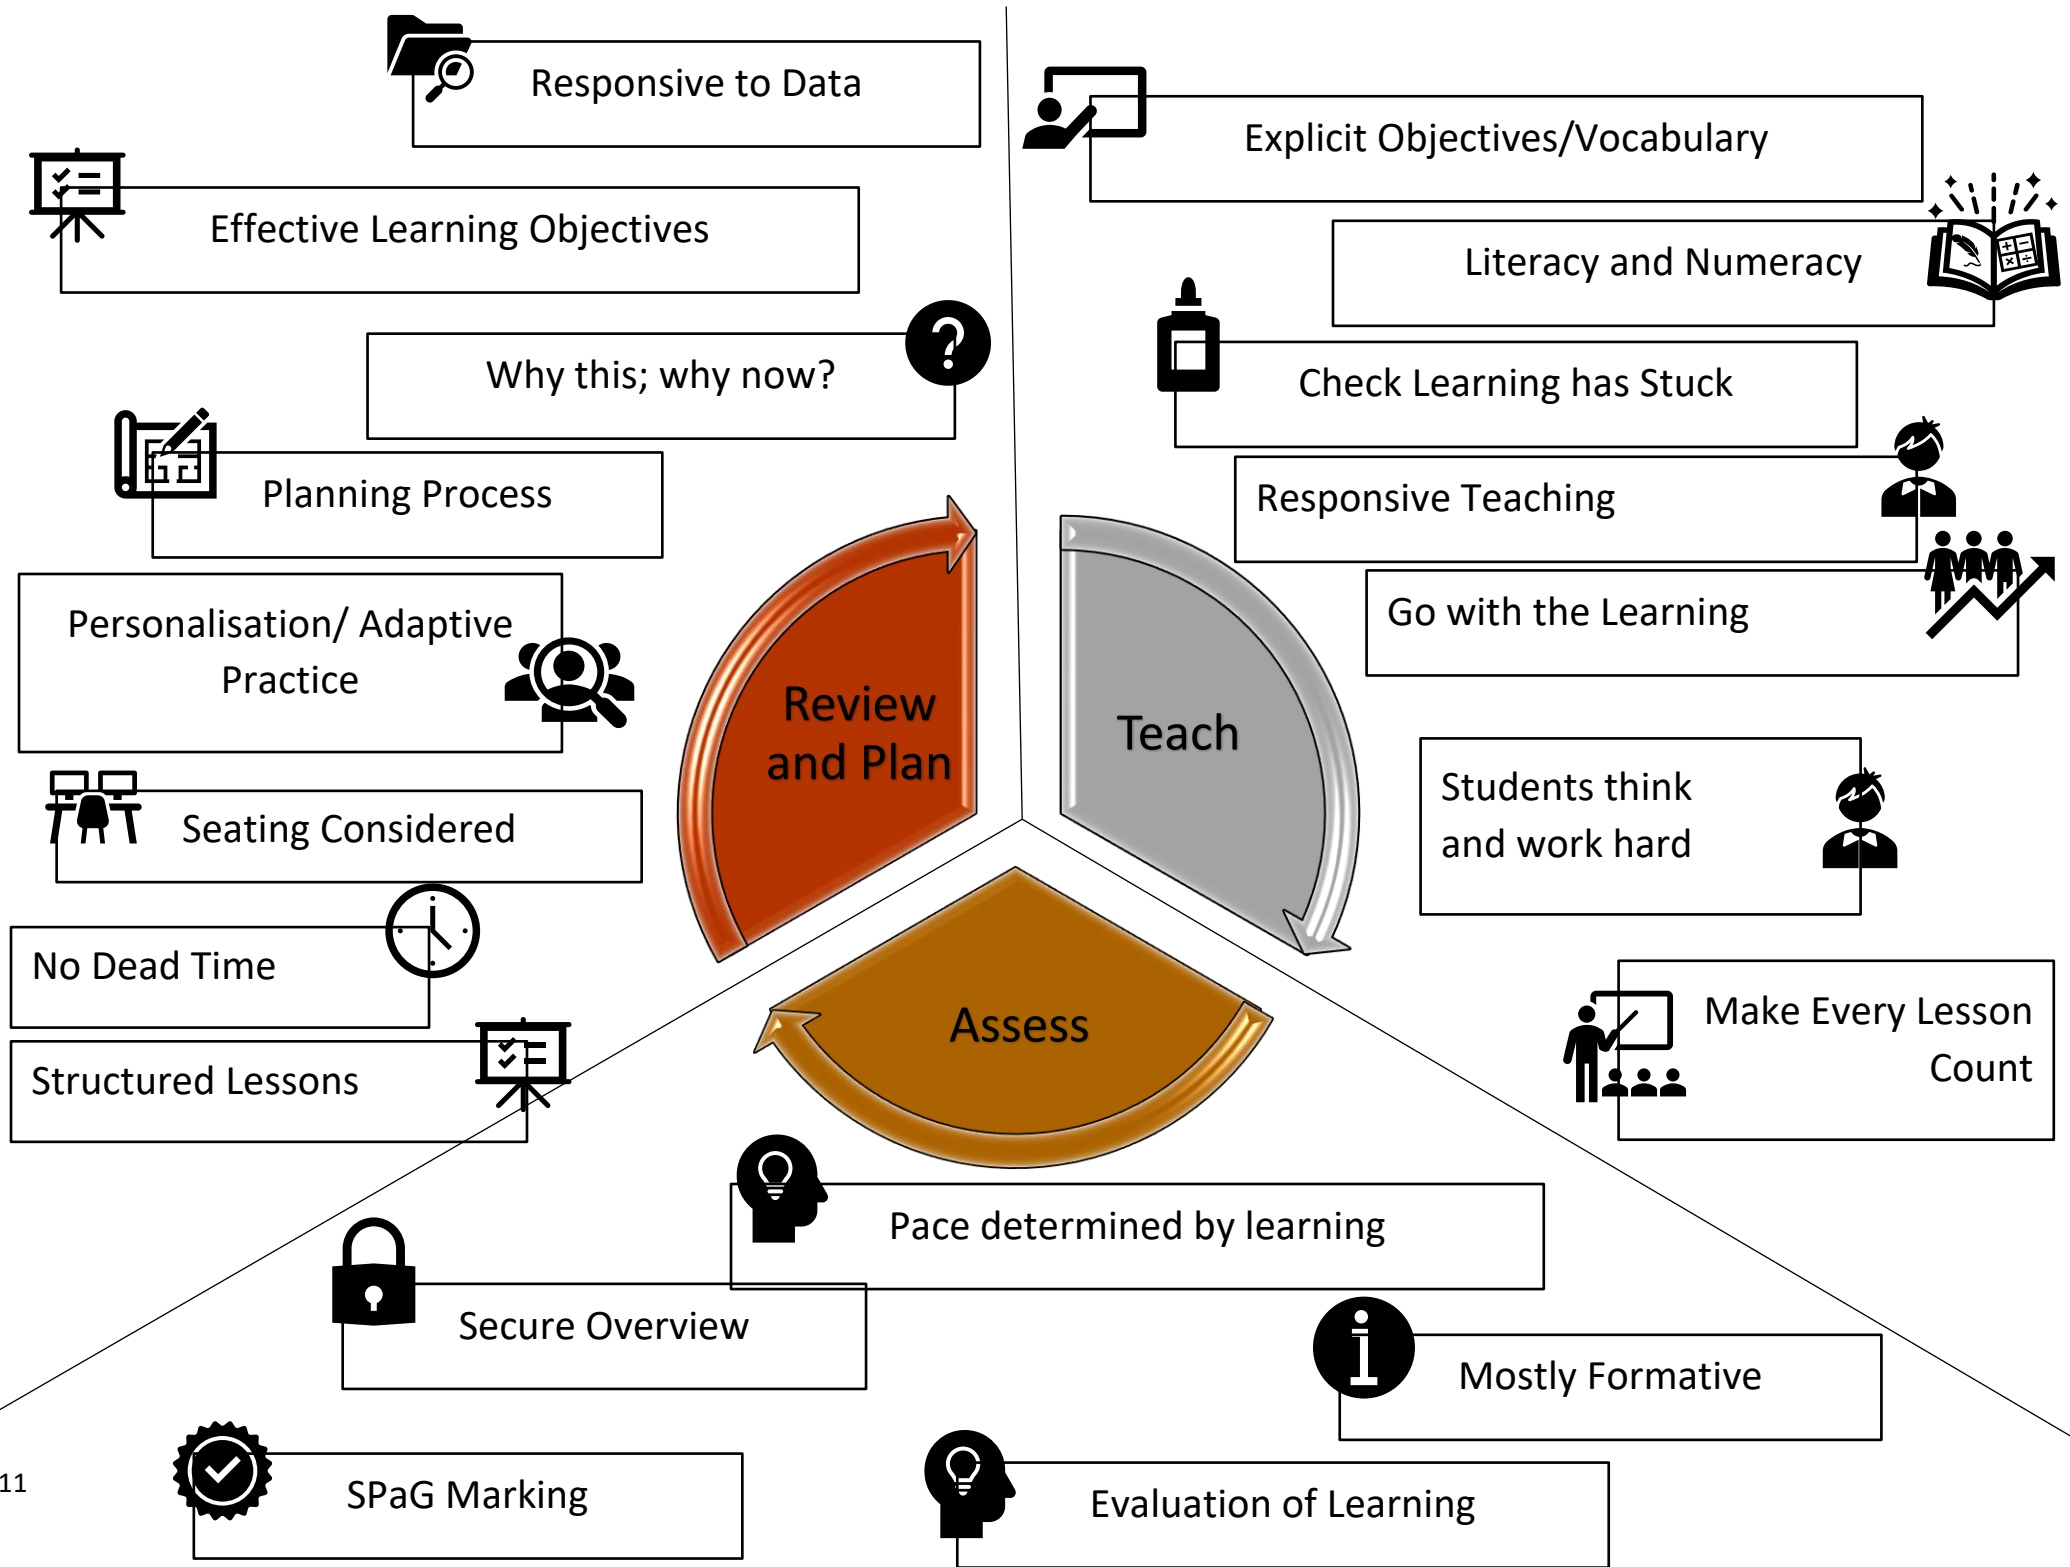 Responsive to Data
Effective Learning Objectives
Why this; why now?
Planning Process
Personalisation/ Adaptive
Practice
Seating Considered
No Dead Time
Structured Lessons
Explicit Objectives/Vocabulary
Literacy and Numeracy
Check Learning has Stuck
Responsive Teaching
Go with the Learning
Students think
and work hard
Make Every Lesson
Count
Review
and Plan
Teach
Assess
Pace determined by learning
Secure Overview
Mostly Formative
SPaG Marking
Evaluation of Learning
11